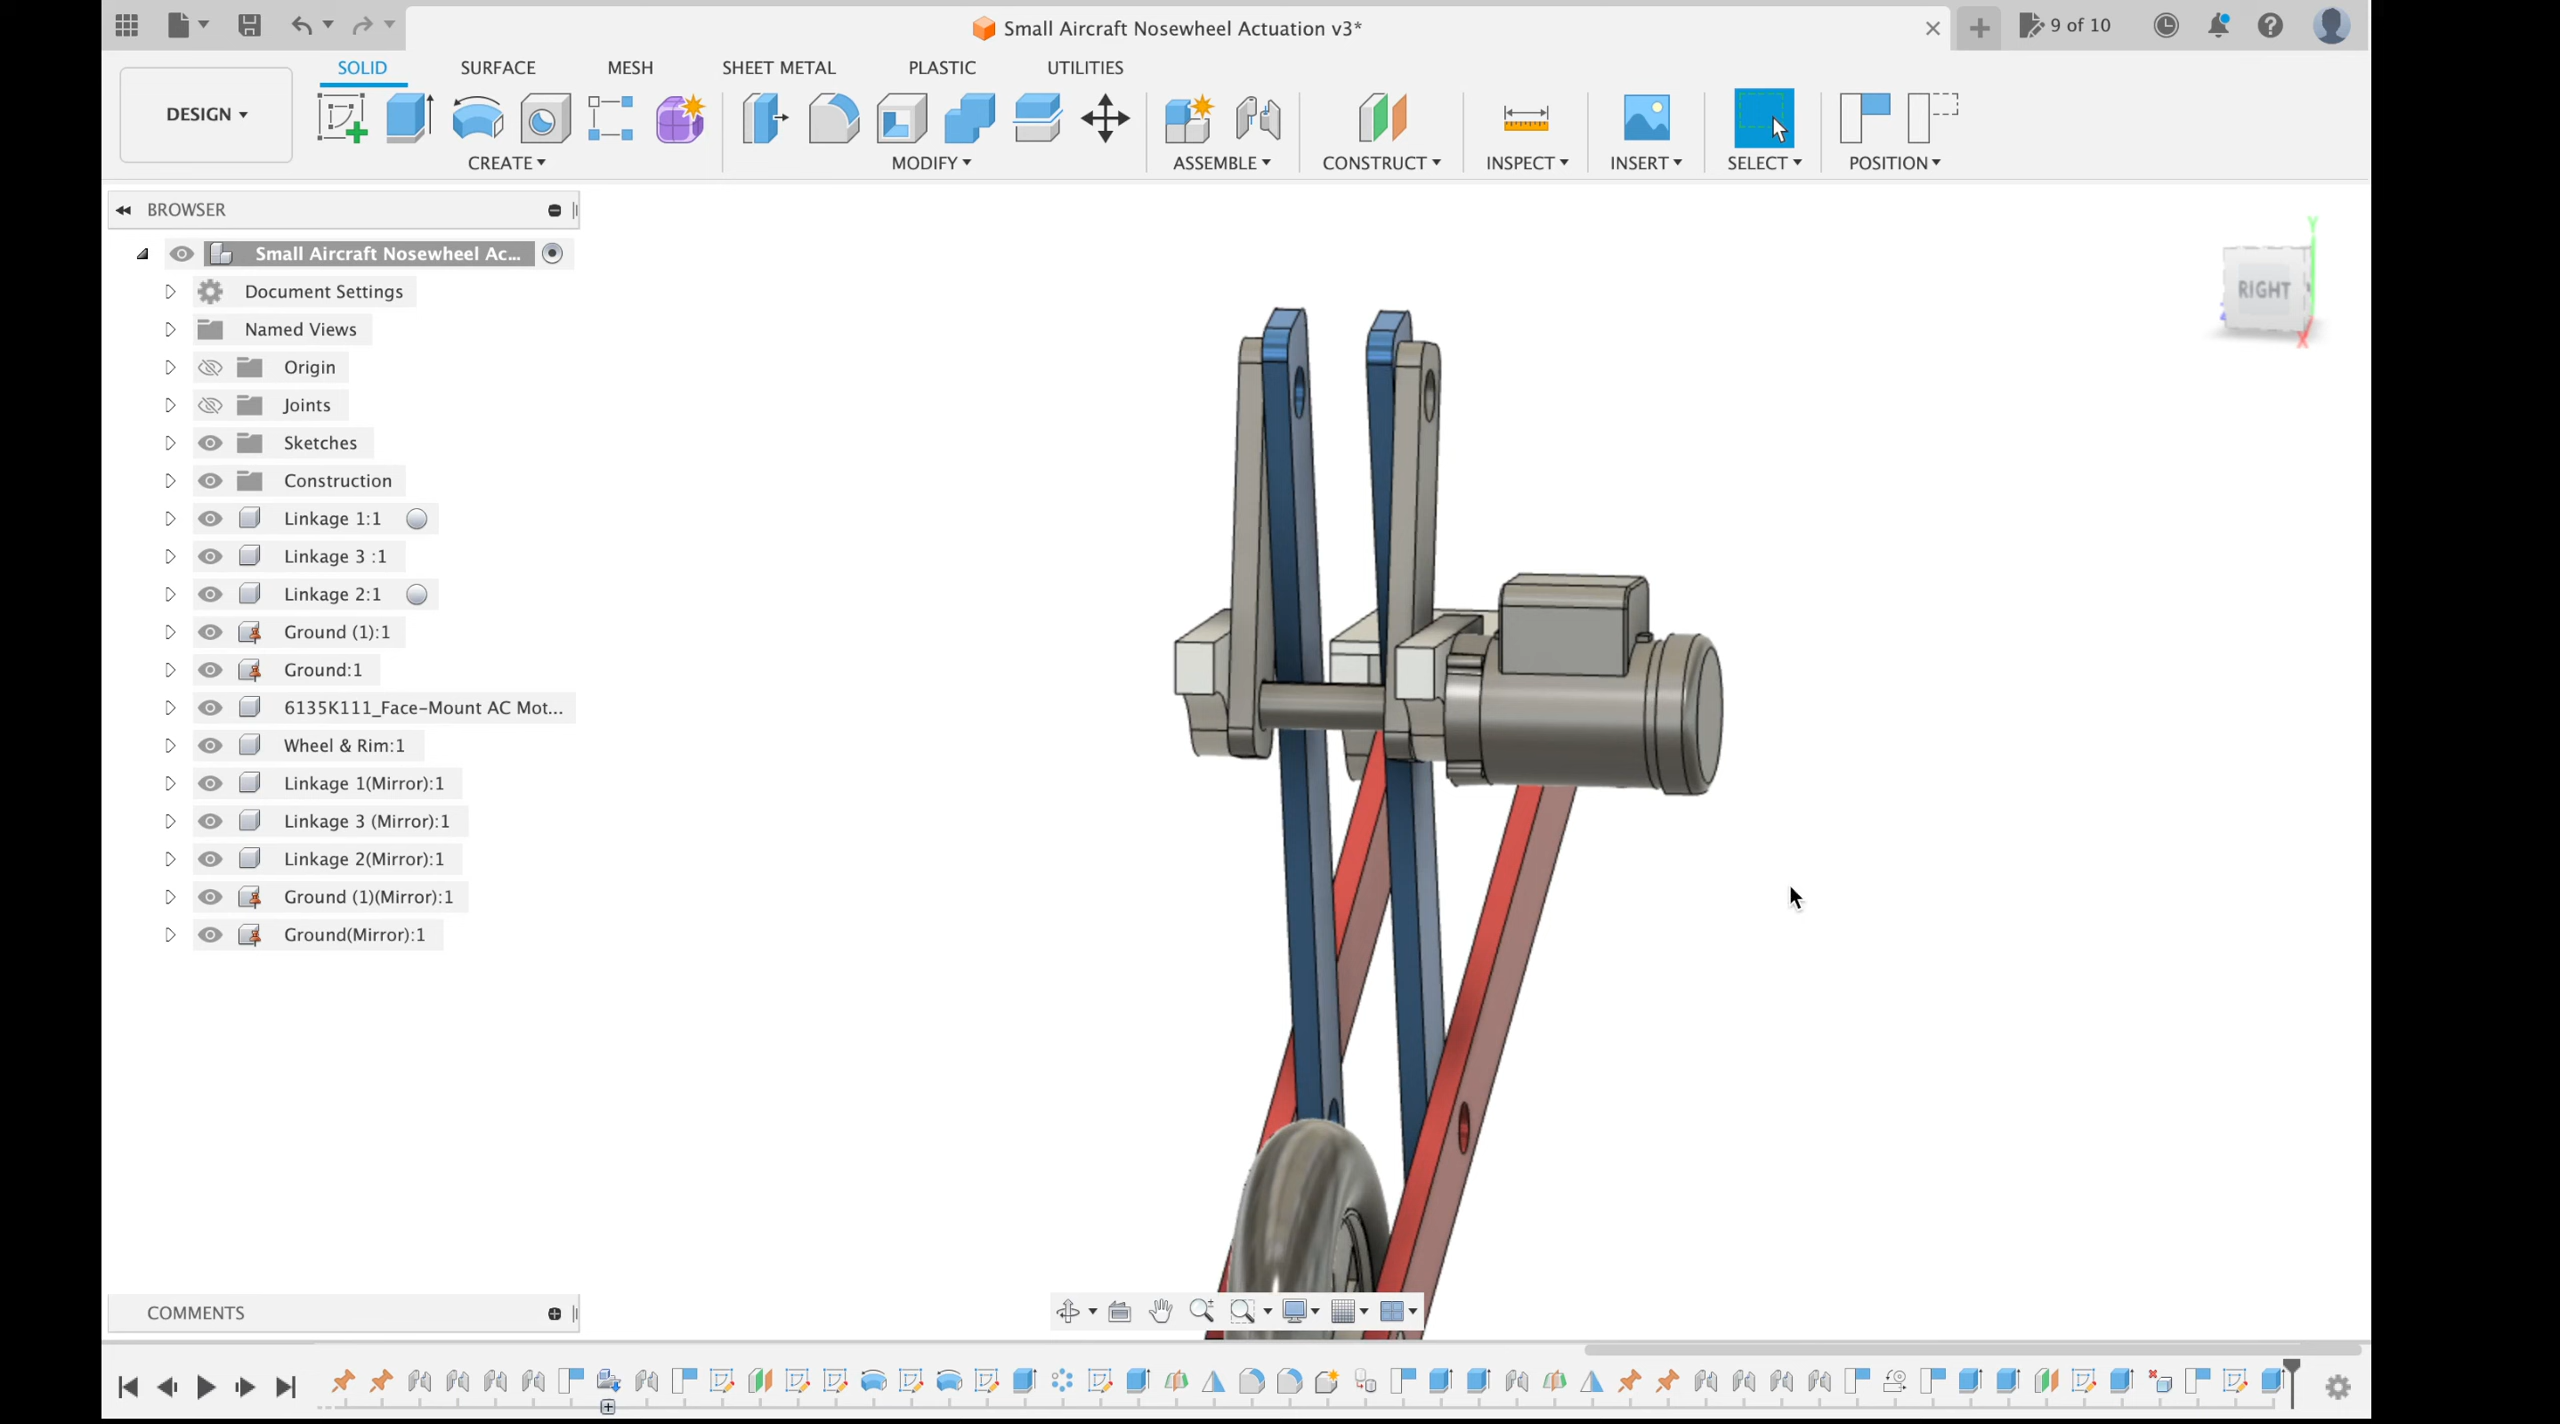 Small Aircraft Nosewheel Actuation v3*
9 of 10
SOLID
SURFACE
MESH
SHEET METAL
PLASTIC
UTILITIES
DESIGN
CREATE
MODIFY
ASSEMBLE
CONSTRUCT
INSPECT
INSERT
SELECT
POSITION
BROWSER
Small Aircraft Nosewheel Ac...
Document Settings
Named Views
Origin
Joints
Sketches
Construction
Linkage 1:1
Linkage 3 :1
Linkage 2:1
Ground (1):1
Ground:1
6135K111_Face-Mount AC Mot...
Wheel & Rim:1
Linkage 1(Mirror):1
Linkage 3 (Mirror):1
Linkage 2(Mirror):1
Ground (1)(Mirror):1
Ground(Mirror):1
Y
RIGHT
X
COMMENTS